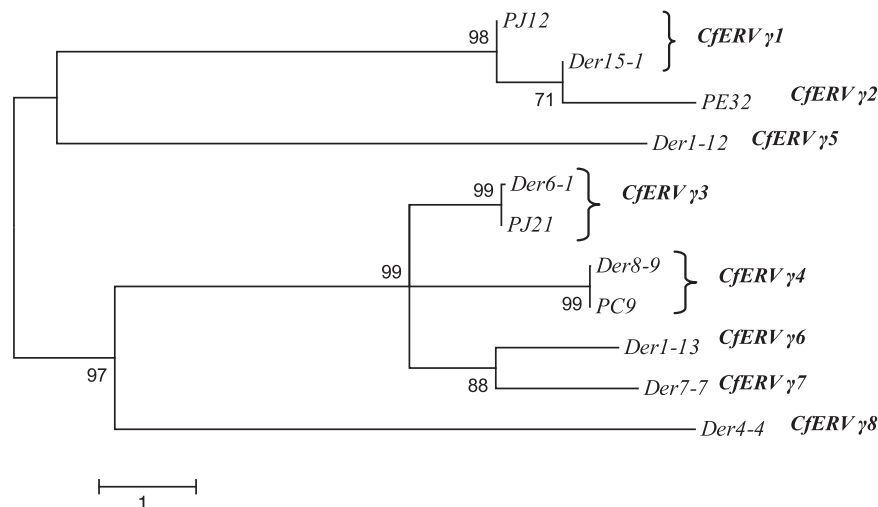 PJ12
98
CfERV γ1
Der15-1
71
PE32
CfERV γ2
Der1-12
CfERV γ5
99
Der6-1
CfERV γ3
PJ21
99
Der8-9
CfERV γ4
99
PC9
Der1-13
CfERV γ6
88
Der7-7
CfERV γ7
97
Der4-4
CfERV γ8
1